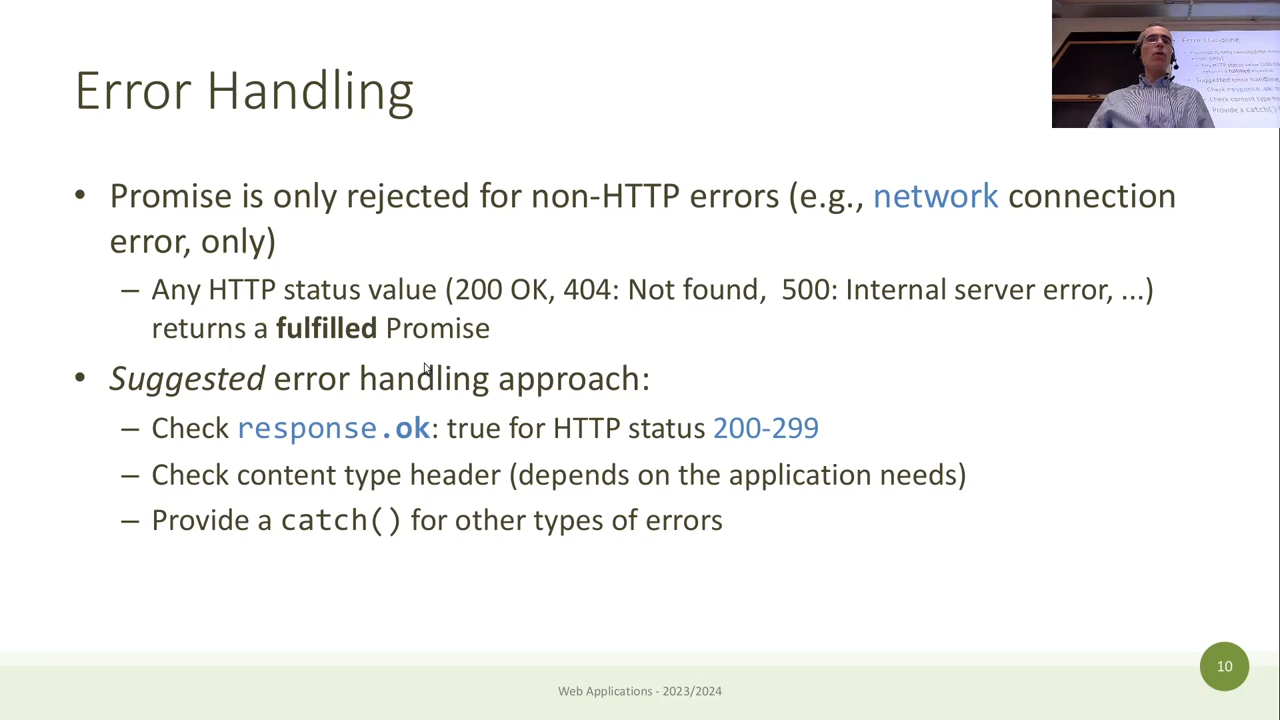 Error Handling
• Promise is only rejected for non-HTTP errors (e.g., network connection
error, only)
– Any HTTP status value (200 OK, 404: Not found, 500: Internal server error, ...)
returns a fulfilled Promise
• Suggested error handling approach:
– Check response.ok: true for HTTP status 200-299
– Check content type header (depends on the application needs)
– Provide a catch() for other types of errors
10
Web Applications - 2023/2024
Error Handling